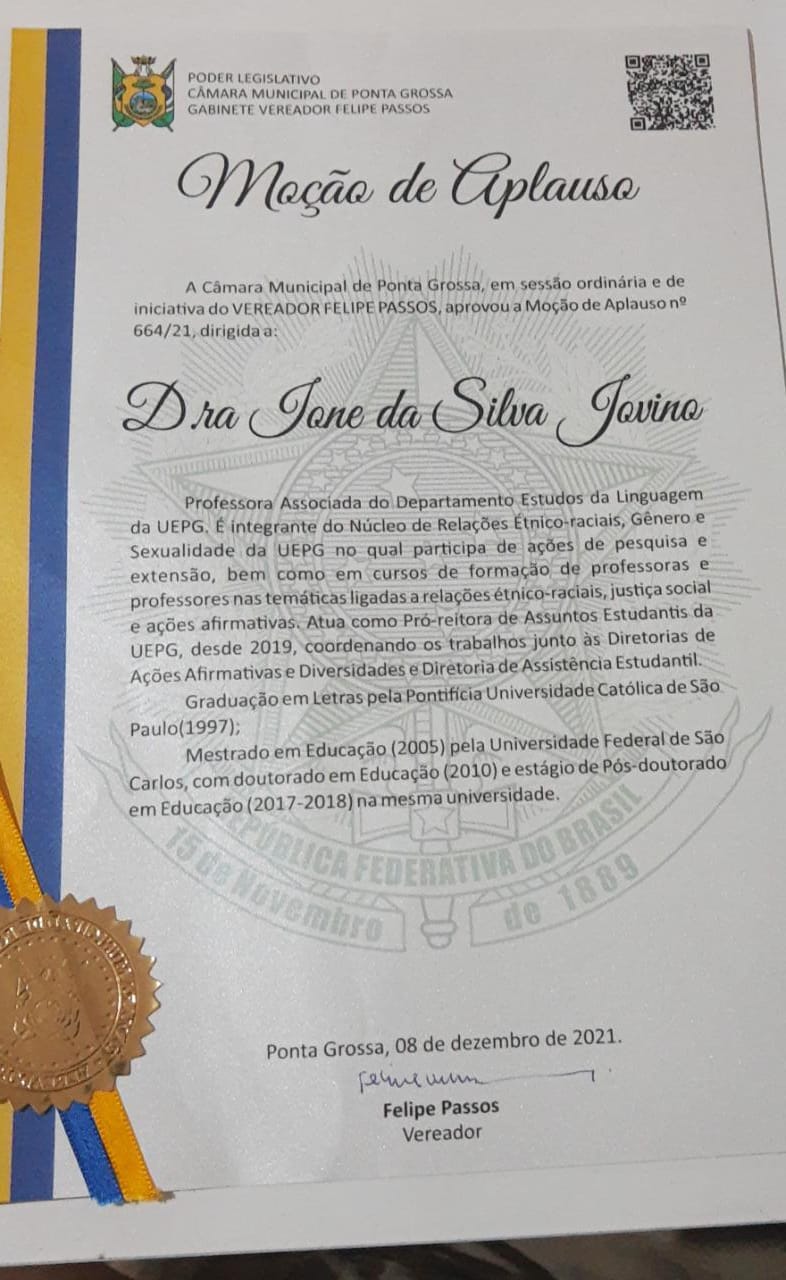 PODER LEGISLATIVO
CÂMARA MUNICIPAL DE PONTA GROSSA
GABINETE VEREADOR FELIPE PASSOS
Moção de Aplauso
A Câmara Municipal de Ponta Grossa, em sessão ordinária e de
iniciativa do VEREADOR FELIPE PASSOS, aprovou a Moção de Aplauso nº
664/21, dirigida a:
Dra Ione da Silva Jovino
Professora Associada do Departamento Estudos da Linguagem
da UEPG. É integrante do Núcleo de Relações Étnico-raciais, Gênero e
Sexualidade da UEPG no qual participa de ações de pesquisa e
extensão, bem como em cursos de formação de professoras e
professores nas temáticas ligadas a relações étnico-raciais, justiça social
e ações afirmativas. Atua como Pró-reitora de Assuntos Estudantis da
UEPG, desde 2019, coordenando os trabalhos junto às Diretorias de
Ações Afirmativas e Diversidades e Diretoria de Assistência Estudantil.
Graduação em Letras pela Pontifícia Universidade Católica de São
Paulo(1997);
Mestrado em Educação (2005) pela Universidade Federal de São
Carlos, com doutorado em Educação (2010) e estágio de Pós-doutorado
em Educação (2017-2018) na mesma universidade.
REPÚBLICA FEDERATIVA DO BRASIL
15 de Novembro de 1889
Ponta Grossa, 08 de dezembro de 2021.
Felipe Passos
Vereador